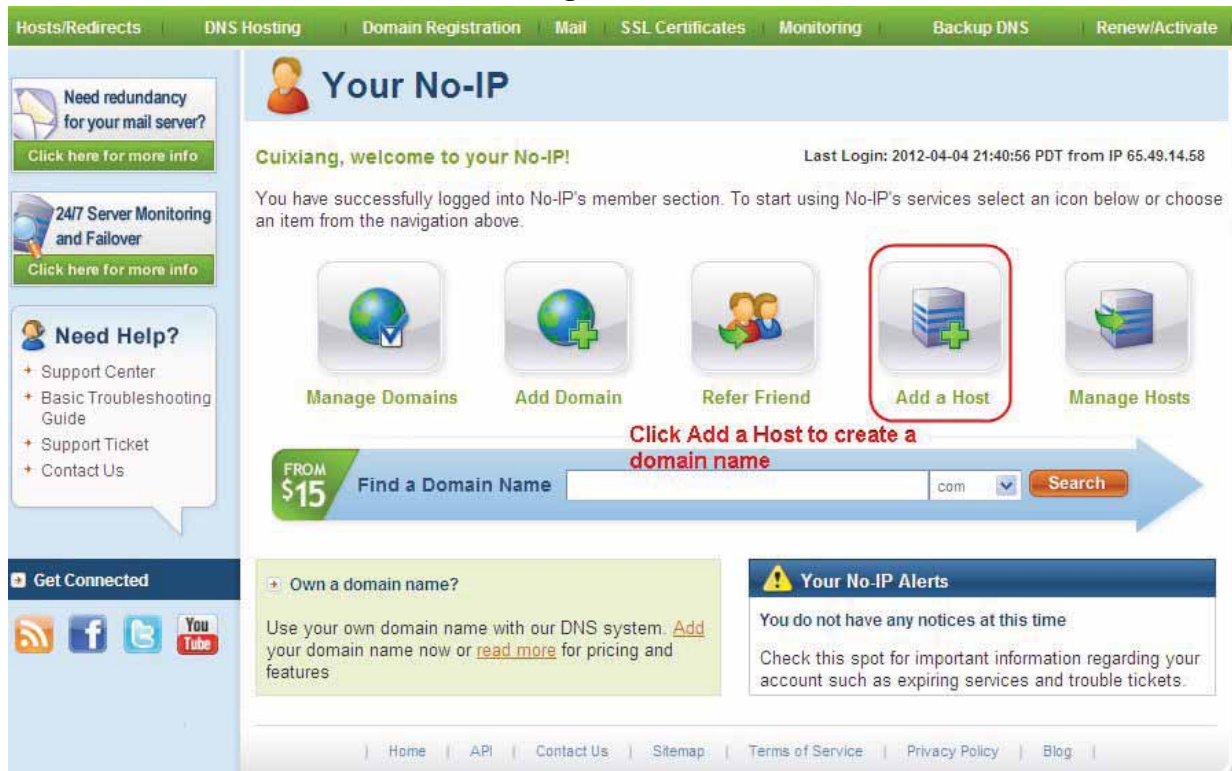 Hosts/Redirects DNS Hosting Domain Registration Mail SSL Certificates Monitoring Backup DNS Renew/Activate
Need redundancy
for your mail server?
Click here for more info
24/7 Server Monitoring
and Failover
Click here for more info
Need Help?
Support Center
Basic Troubleshooting
Guide
Support Ticket
Contact Us
Get Connected
You
Tube
Your No-IP
Cuixiang, welcome to your No-IP!
Last Login: 2012-04-04 21:40:56 PDT from IP 65.49.14.58
You have successfully logged into No-IP's member section. To start using No-IP's services select an icon below or choose
an item from the navigation above.
Manage Domains Add Domain Refer Friend Add a Host Manage Hosts
Click Add a Host to create a
domain name
FROM
$15
Find a Domain Name com Search
Own a domain name?
Use your own domain name with our DNS system. Add
your domain name now or read more for pricing and
features
Your No-IP Alerts
You do not have any notices at this time
Check this spot for important information regarding your
account such as expiring services and trouble tickets.
| Home | API | Contact Us | Sitemap | Terms of Service | Privacy Policy | Blog |